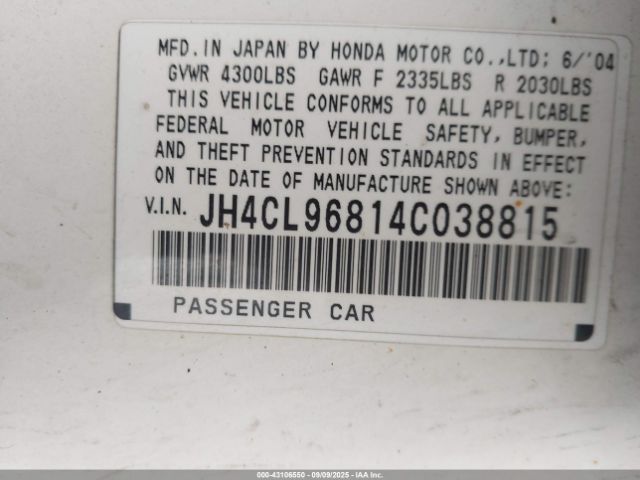 MFD. IN JAPAN BY HONDA MOTOR CO.,LTD; 6/'04
GVWR 4300LBS GAWR F 2335LBS R 2030LBS
THIS VEHICLE CONFORMS TO ALL APPLICABLE
FEDERAL MOTOR VEHICLE SAFETY, BUMPER,
AND THEFT PREVENTION STANDARDS IN EFFECT
ON THE DATE OF MANUFACTURE SHOWN ABOVE:
V.I.N. JH4CL96814C038815
PASSENGER CAR
000-43106550 - 09/09/2025 - IAA Inc.